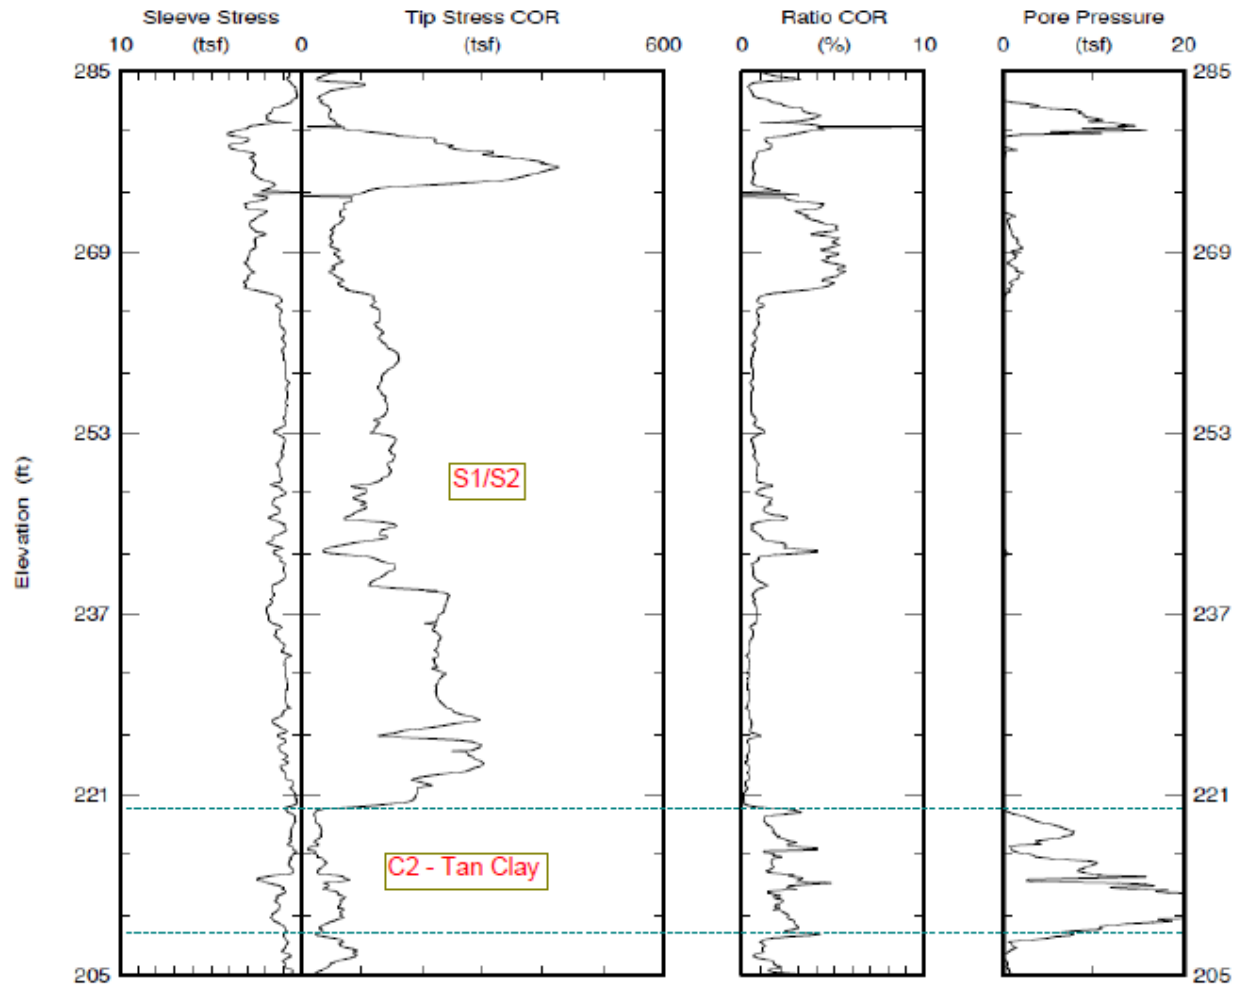 Sleeve Stress Tip Stress COR Ratio COR Pore Pressure
(tsf) (tsf) (%) (tsf)
10 0 600 0 10 0 20
285 285
269 269
253 253
S1/S2
Elevation (ft)
237 237
221 221
C2 - Tan Clay
205 205